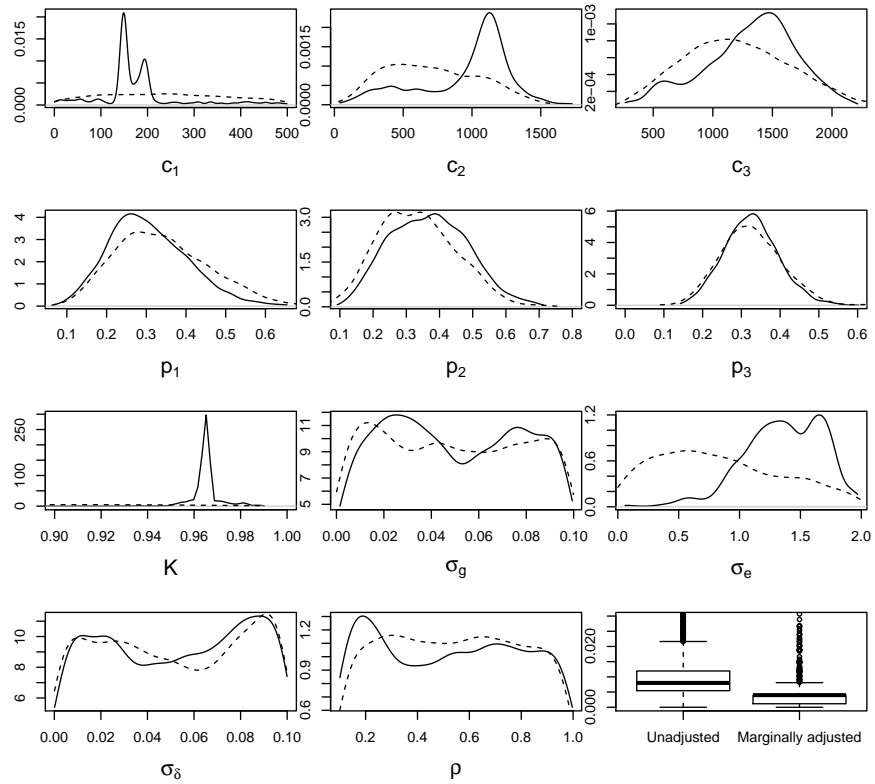 0.000 0.015
0 100 200 300 400 500
c1
0.0000 0.0015
0 500 1000 1500
c2
2e−04 1e−03
500 1000 1500 2000
c3
0 1 2 3 4
0.1 0.2 0.3 0.4 0.5 0.6
p1
0.0 1.5 3.0
0.1 0.2 0.3 0.4 0.5 0.6 0.7 0.8
p2
0 2 4 6
0.0 0.1 0.2 0.3 0.4 0.5 0.6
p3
0 100 250
0.90 0.92 0.94 0.96 0.98 1.00
K
5 7 9 11
0.00 0.02 0.04 0.06 0.08 0.10
σg
0.0 0.6 1.2
0.0 0.5 1.0 1.5 2.0
σe
6 8 10
0.00 0.02 0.04 0.06 0.08 0.10
σδ
0.6 0.9 1.2
0.2 0.4 0.6 0.8 1.0
ρ
0.000 0.020
Unadjusted Marginally adjusted